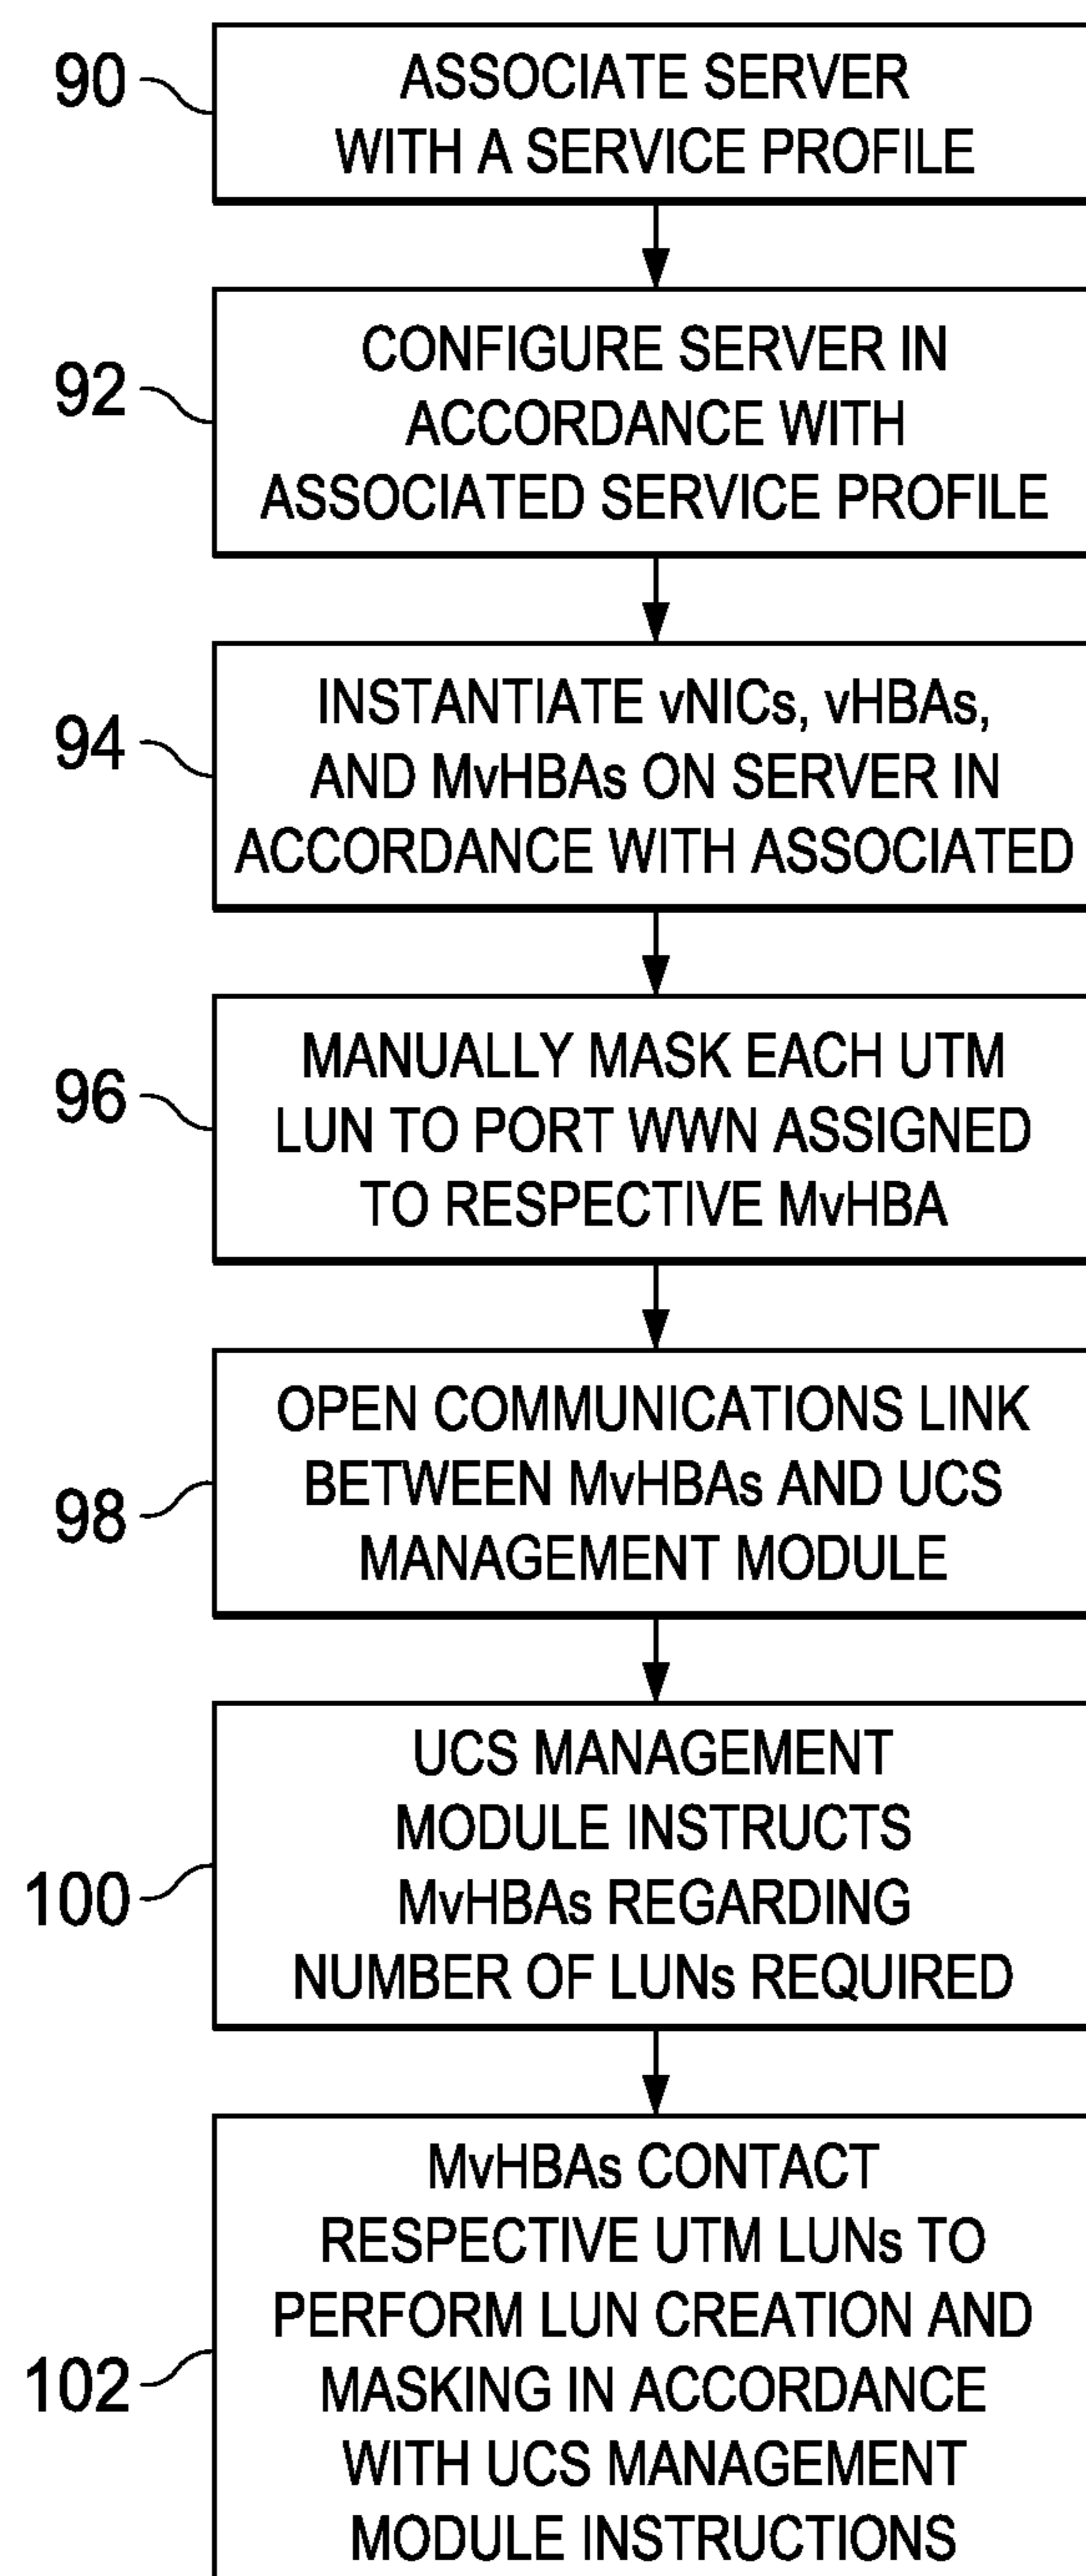 90
ASSOCIATE SERVER
WITH A SERVICE PROFILE
92
CONFIGURE SERVER IN
ACCORDANCE WITH
ASSOCIATED SERVICE PROFILE
94
INSTANTIATE vNICs, vHBAs,
AND MvHBAs ON SERVER IN
ACCORDANCE WITH ASSOCIATED
96
MANUALLY MASK EACH UTM
LUN TO PORT WWN ASSIGNED
TO RESPECTIVE MvHBA
98
OPEN COMMUNICATIONS LINK
BETWEEN MvHBAs AND UCS
MANAGEMENT MODULE
100
UCS MANAGEMENT
MODULE INSTRUCTS
MvHBAs REGARDING
NUMBER OF LUNs REQUIRED
102
MvHBAs CONTACT
RESPECTIVE UTM LUNs TO
PERFORM LUN CREATION AND
MASKING IN ACCORDANCE
WITH UCS MANAGEMENT
MODULE INSTRUCTIONS